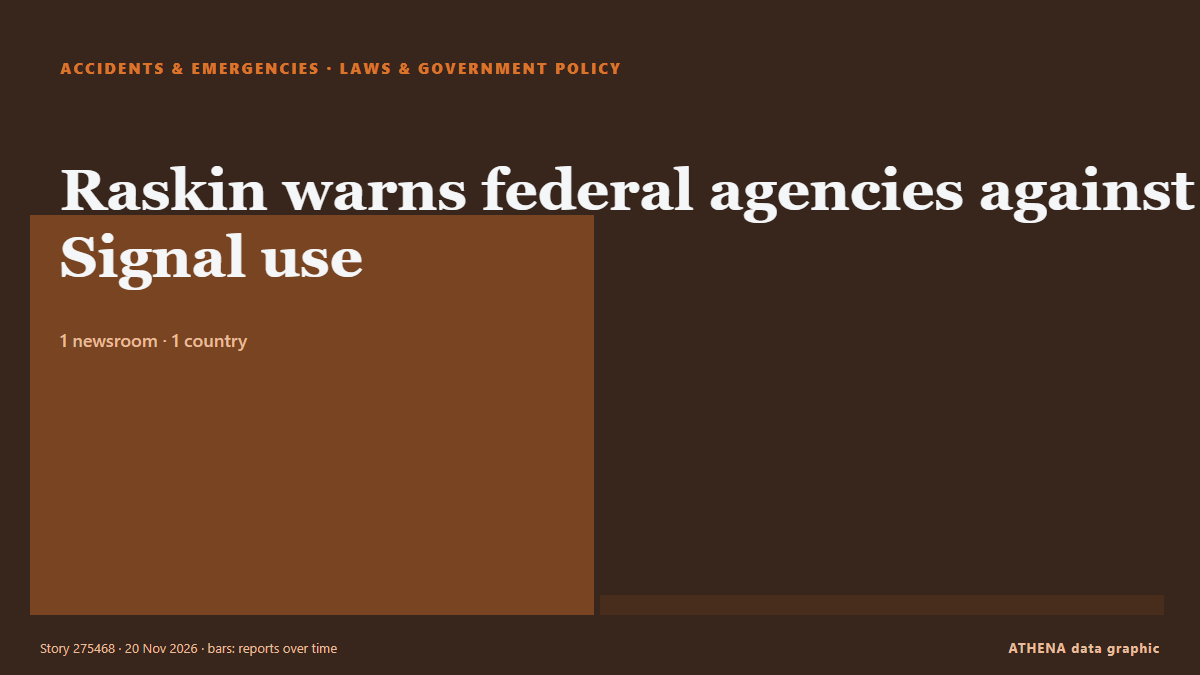 ACCIDENTS & EMERGENCIES · LAWS & GOVERNMENT POLICY
Raskin warns federal agencies against
Signal use
1 newsroom · 1 country
Story 275468 · 20 Nov 2026 · bars: reports over time
ATHENA data graphic